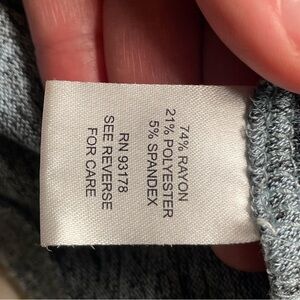 74% RAYON
21% POLYESTER
5% SPANDEX
RN 93178
SEE REVERSE
FOR CARE